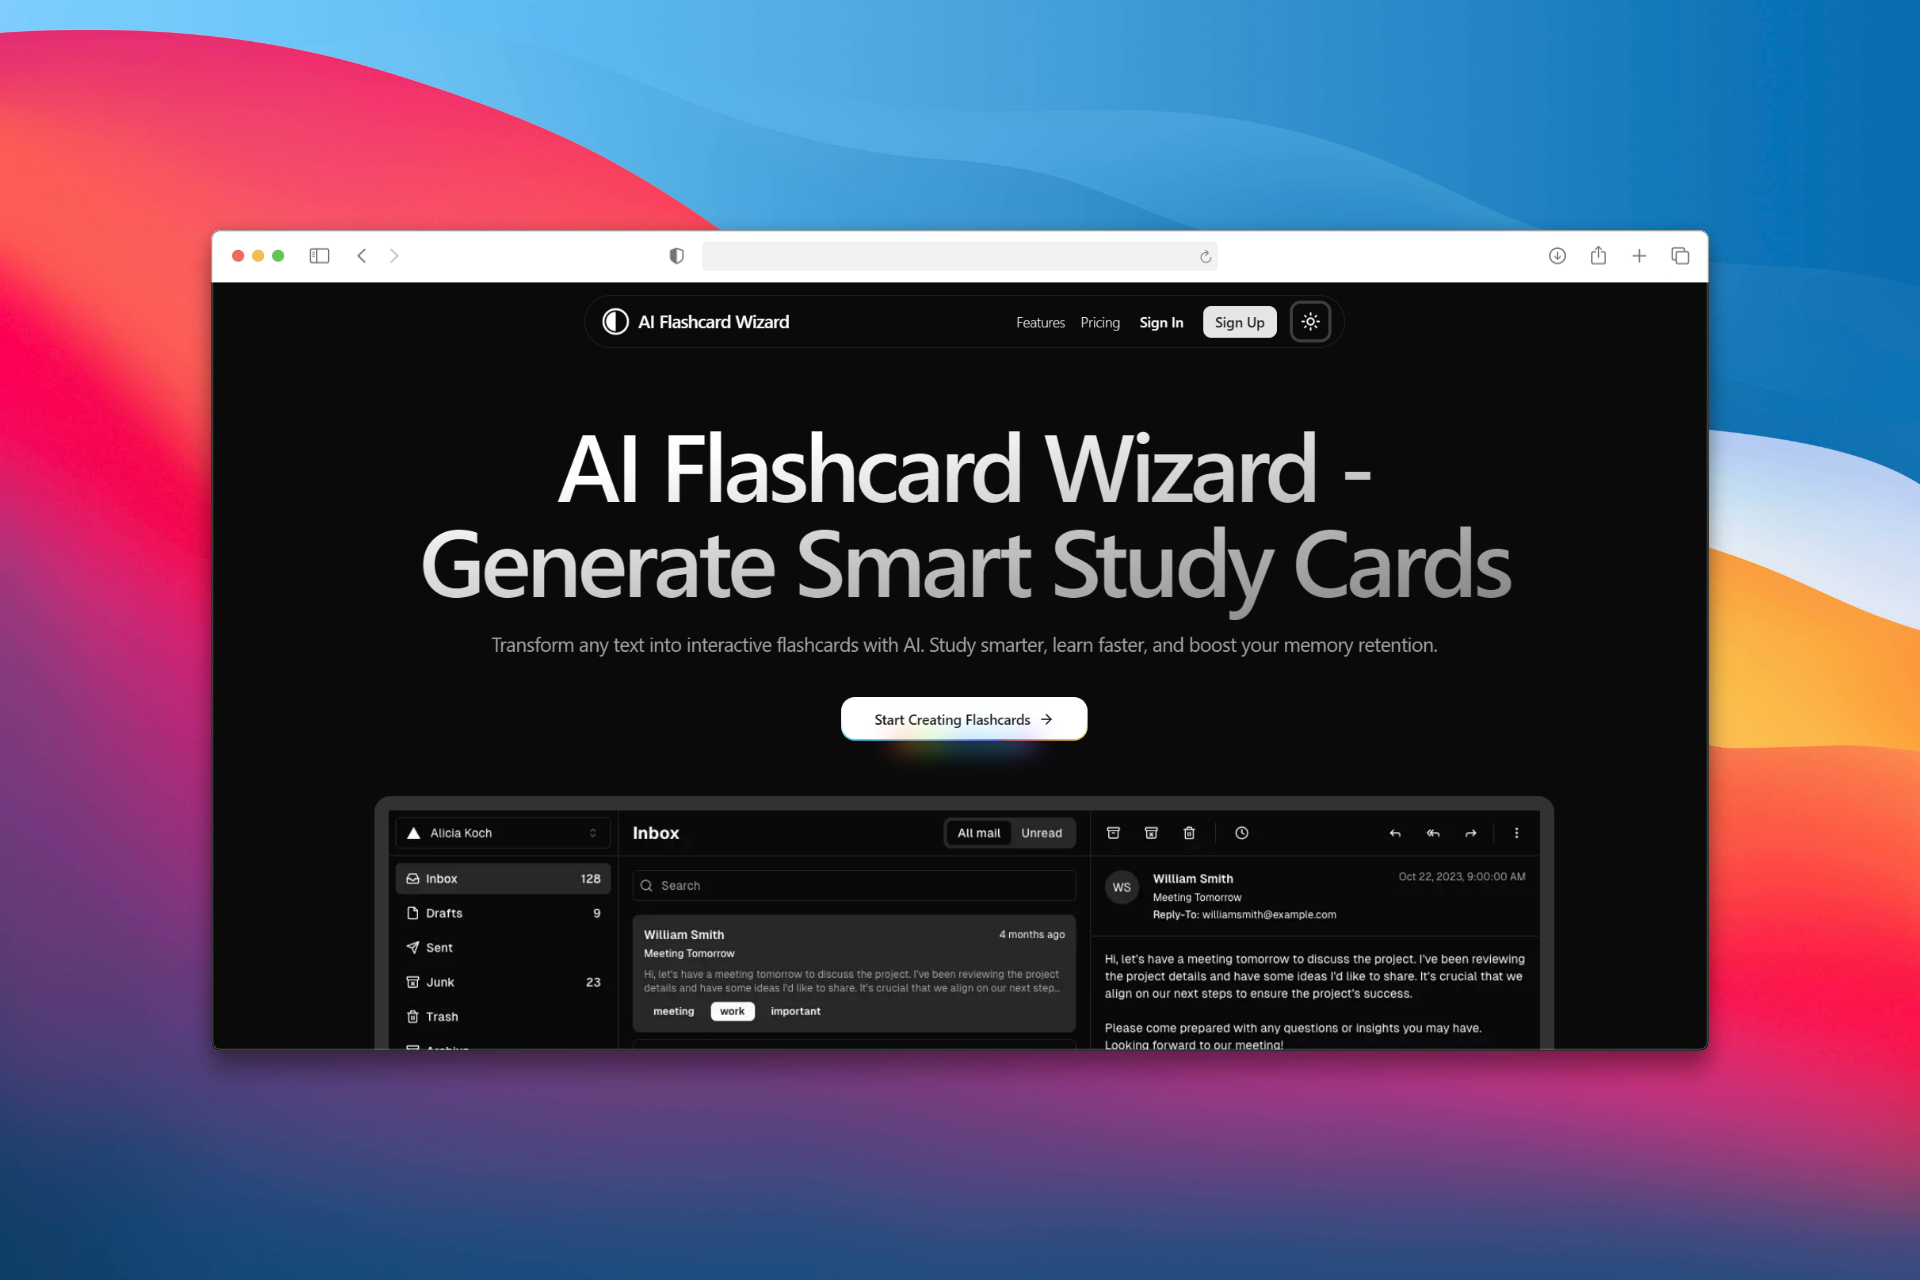 AI Flashcard Wizard
Features Pricing Sign In Sign Up
AI Flashcard Wizard -
Generate Smart Study Cards
Transform any text into interactive flashcards with AI. Study smarter, learn faster, and boost your memory retention.
Start Creating Flashcards →
Alicia Koch
Inbox 128
Drafts 9
Sent
Junk 23
Trash
Archive
Inbox
All mail Unread
Search
William Smith 4 months ago
Meeting Tomorrow
Hi, let's have a meeting tomorrow to discuss the project. I've been reviewing the project
details and have some ideas I'd like to share. It's crucial that we align on our next step...
meeting work important
WS
William Smith Oct 22, 2023, 9:00:00 AM
Meeting Tomorrow
Reply-To: williamsmith@example.com
Hi, let's have a meeting tomorrow to discuss the project. I've been reviewing
the project details and have some ideas I'd like to share. It's crucial that we
align on our next steps to ensure the project's success.
Please come prepared with any questions or insights you may have.
Looking forward to our meeting!